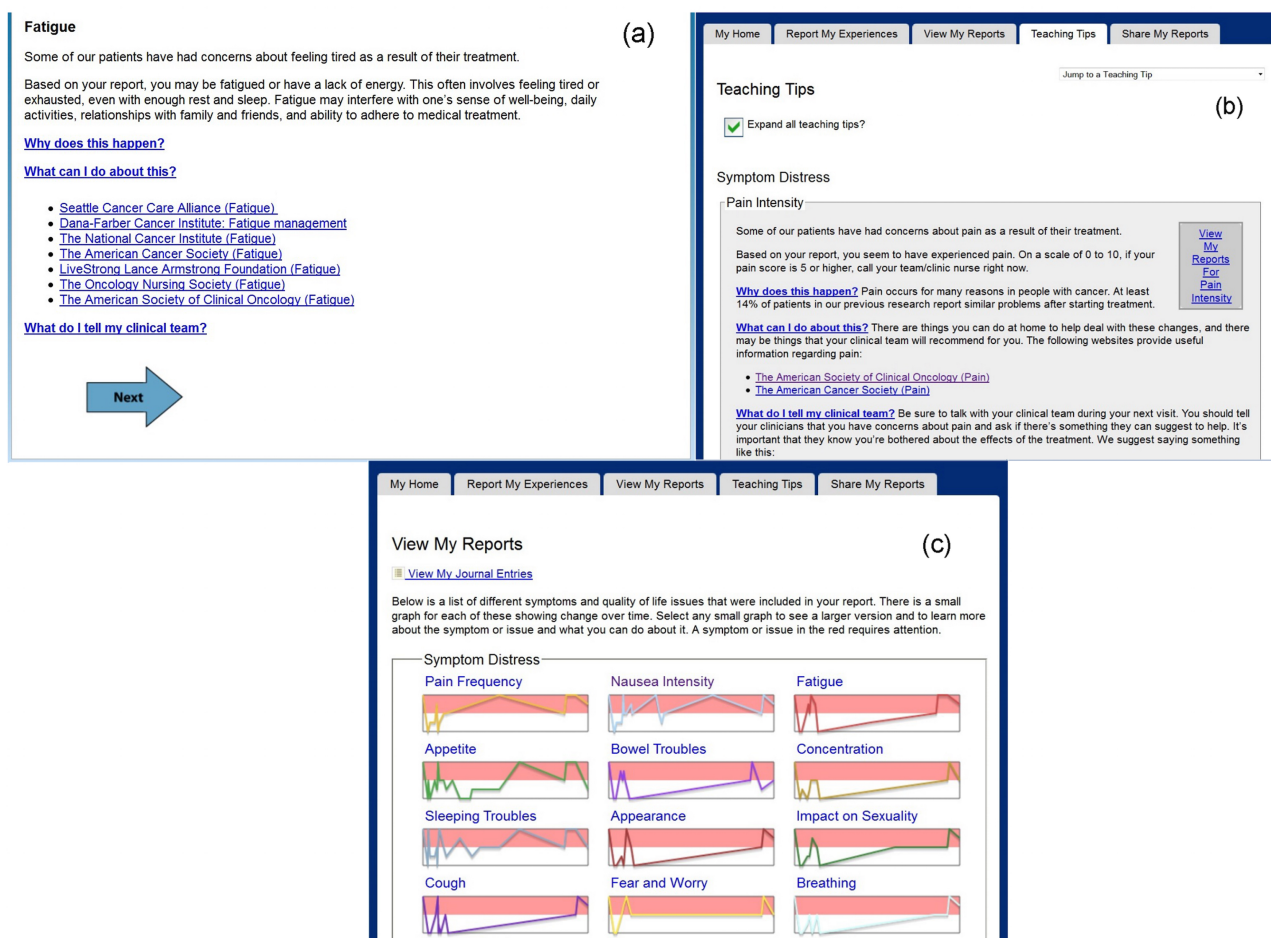 Fatigue
(a)
Some of our patients have had concerns about feeling tired as a result of their treatment.
Based on your report, you may be fatigued or have a lack of energy. This often involves feeling tired or
exhausted, even with enough rest and sleep. Fatigue may interfere with one's sense of well-being, daily
activities, relationships with family and friends, and ability to adhere to medical treatment.
Why does this happen?
What can I do about this?
• Seattle Cancer Care Alliance (Fatigue)
• Dana-Farber Cancer Institute: Fatigue management
• The National Cancer Institute (Fatigue)
• The American Cancer Society (Fatigue)
• LiveStrong Lance Armstrong Foundation (Fatigue)
• The Oncology Nursing Society (Fatigue)
• The American Society of Clinical Oncology (Fatigue)
What do I tell my clinical team?
Next
My Home Report My Experiences View My Reports Teaching Tips Share My Reports
Jump to a Teaching Tip
Teaching Tips
(b)
Expand all teaching tips?
Symptom Distress
Pain Intensity
Some of our patients have had concerns about pain as a result of their treatment.
Based on your report, you seem to have experienced pain. On a scale of 0 to 10, if your
pain score is 5 or higher, call your team/clinic nurse right now.
View
My
Reports
For
Pain
Intensity
Why does this happen? Pain occurs for many reasons in people with cancer. At least
14% of patients in our previous research report similar problems after starting treatment.
What can I do about this? There are things you can do at home to help deal with these changes, and there
may be things that your clinical team will recommend for you. The following websites provide useful
information regarding pain:
• The American Society of Clinical Oncology (Pain)
• The American Cancer Society (Pain)
What do I tell my clinical team? Be sure to talk with your clinical team during your next visit. You should tell
your clinicians that you have concerns about pain and ask if there's something they can suggest to help. It's
important that they know you're bothered about the effects of the treatment. We suggest saying something
like this:
My Home Report My Experiences View My Reports Teaching Tips Share My Reports
View My Reports
(c)
View My Journal Entries
Below is a list of different symptoms and quality of life issues that were included in your report. There is a small
graph for each of these showing change over time. Select any small graph to see a larger version and to learn more
about the symptom or issue and what you can do about it. A symptom or issue in the red requires attention.
Symptom Distress
Pain Frequency Nausea Intensity Fatigue
Appetite Bowel Troubles Concentration
Sleeping Troubles Appearance Impact on Sexuality
Cough Fear and Worry Breathing